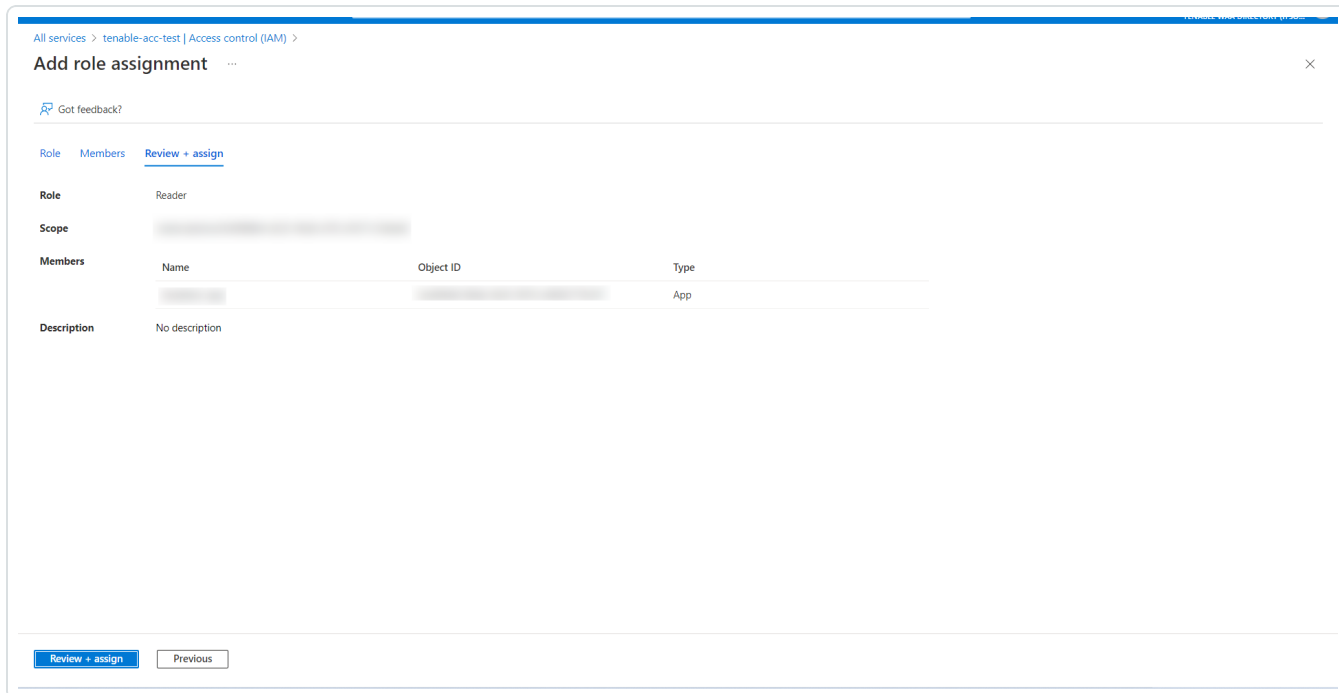 All services > tenable-acc-test | Access control (IAM) >
Add role assignment ...
Got feedback?
Role Members Review + assign
Role Reader
Scope
Members Name Object ID Type
App
Description No description
Review + assign Previous